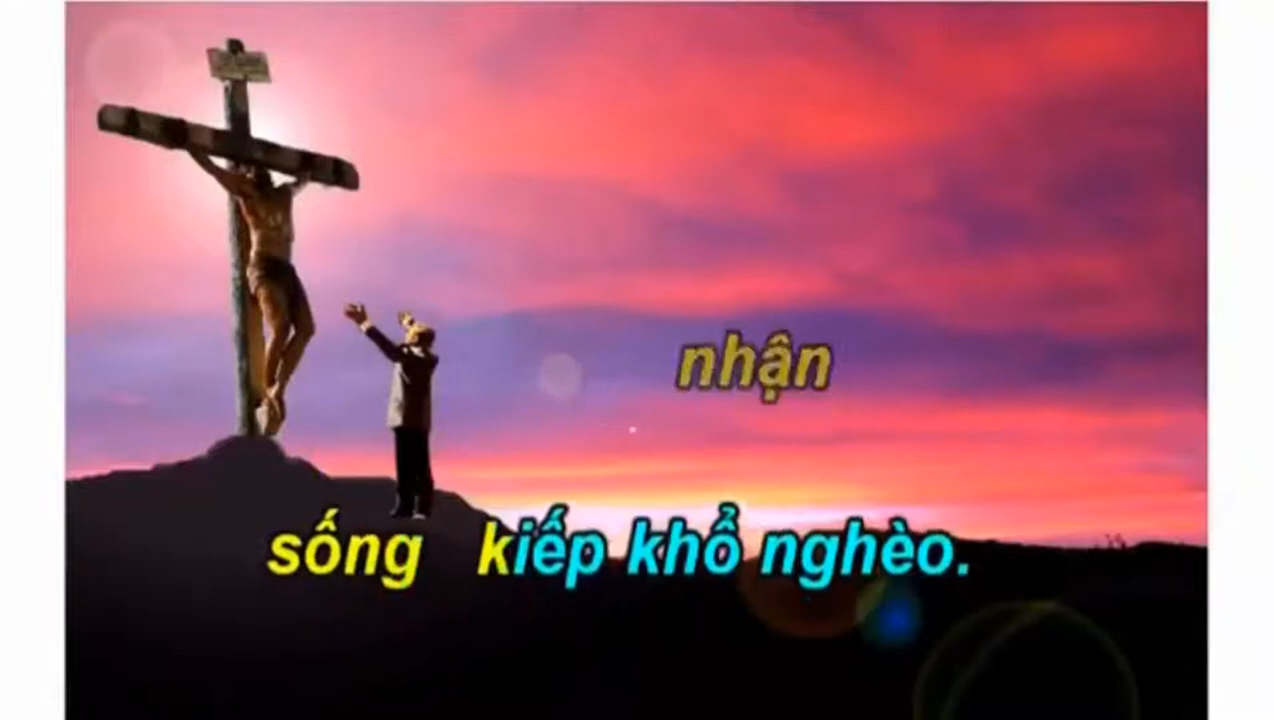 nhận
sống kiếp khổ nghèo.